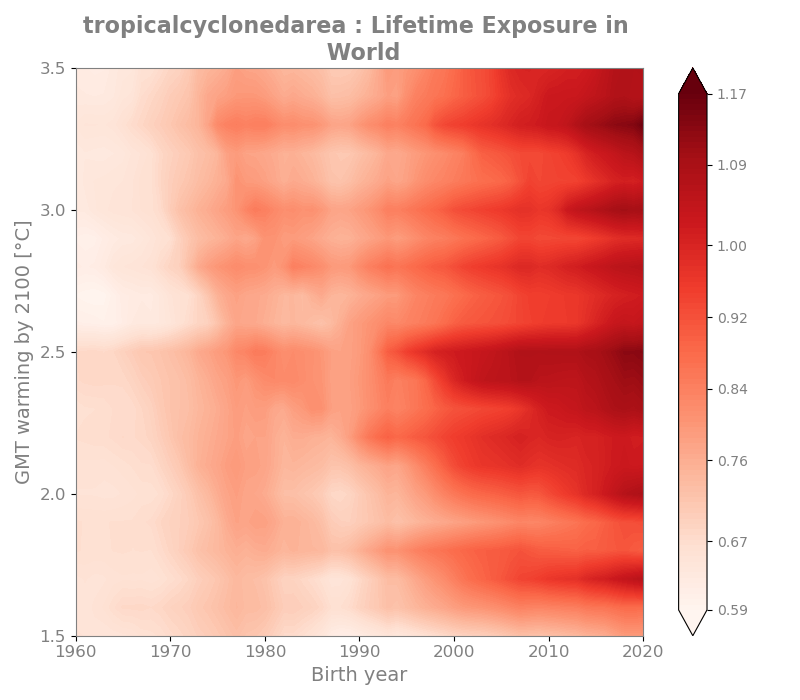 tropicalcyclonedarea : Lifetime Exposure in
World
3.5
3.0
2.5
2.0
1.5
GMT warming by 2100 [°C]
1960 1970 1980 1990 2000 2010 2020
Birth year
1.17
1.09
1.00
0.92
0.84
0.76
0.67
0.59